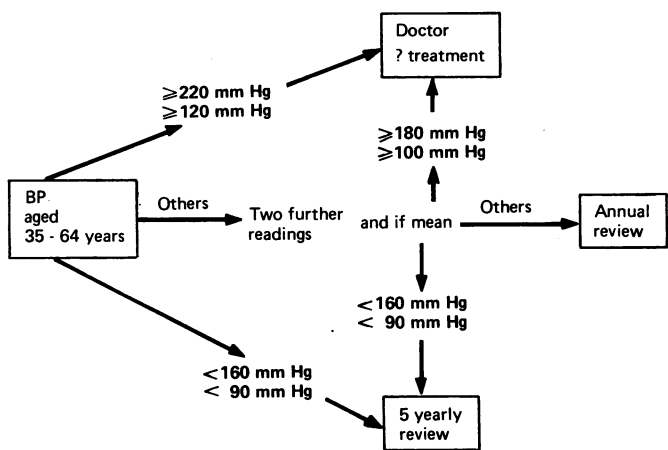 Doctor
? treatment
⩾220 mm Hg
⩾120 mm Hg
⩾180 mm Hg
⩾100 mm Hg
BP
aged
35 - 64 years
Others
Two further
readings
and if mean
Others
Annual
review
<160 mm Hg
< 90 mm Hg
<160 mm Hg
< 90 mm Hg
5 yearly
review